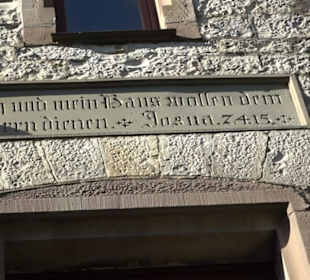 und mein Haus wollen dem
dienen. Josua. 24 15.